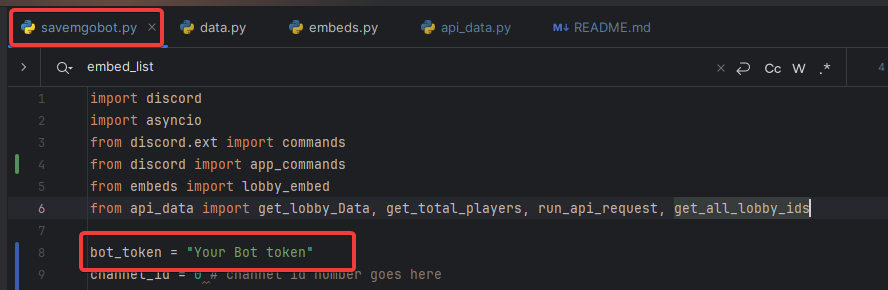 savemgobot.py × data.py embeds.py api_data.py M↓ README.md
> embed_list × Cc W .* 4
1 import discord
2 import asyncio
3 from discord.ext import commands
4 from discord import app_commands
5 from embeds import lobby_embed
6 from api_data import get_lobby_Data, get_total_players, run_api_request, get_all_lobby_ids
7
8 bot_token = "Your Bot token"
9 channel_id = 0 # channel id number goes here